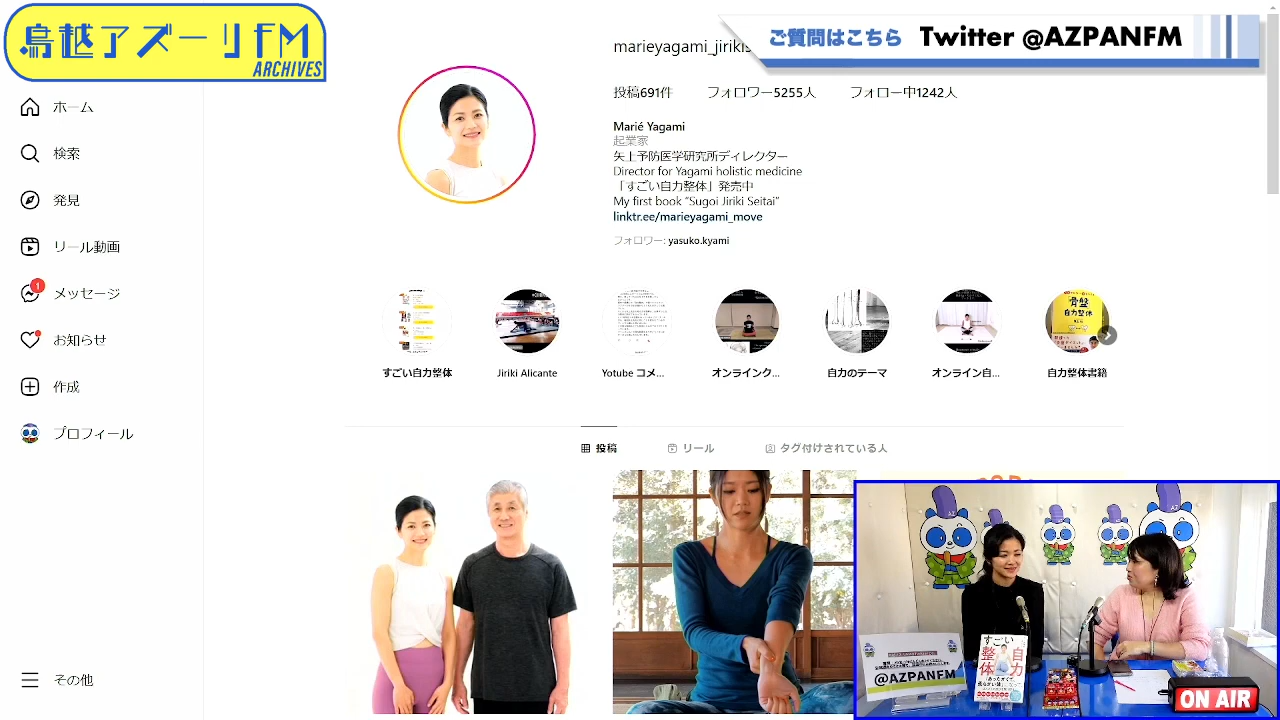 鳥越アズーリFM
ARCHIVES
ご質問はこちら Twitter @AZPANFM
marieyagami_jirikis
投稿691件 フォロワー5255人 フォロー中1242人
Marié Yagami
起業家
矢上予防医学研究所ディレクター
Director for Yagami holistic medicine
「すごい自力整体」発売中
My first book “Sugoi Jiriki Seitai”
linktr.ee/marieyagami_move
フォロワー: yasuko.kyami
ホーム
検索
発見
リール動画
1
メッセージ
お知らせ
作成
プロフィール
その他
骨盤
自力整体
すごい自力整体
Jiriki Alicante
Yotube コメ...
オンラインク...
自力のテーマ
オンライン自...
自力整体書籍
投稿
リール
タグ付けされている人
@AZPANFM
すごい
自力
整体
ON AIR